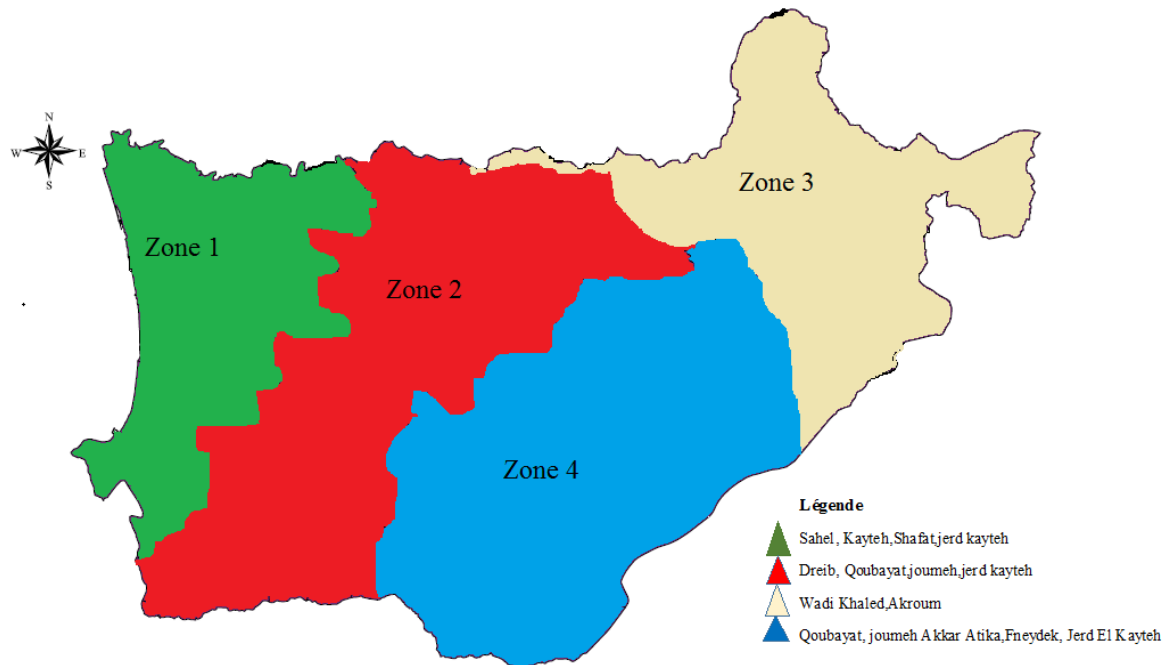 N
W E
S
Zone 1
Zone 2
Zone 3
Zone 4
Légende
Sahel, Kayteh,Shafat,jerd kayteh
Dreib, Qoubayat,joumeh,jerd kayteh
Wadi Khaled,Akroum
Qoubayat, joumeh Akkar Atika,Fneydek, Jerd El Kayteh